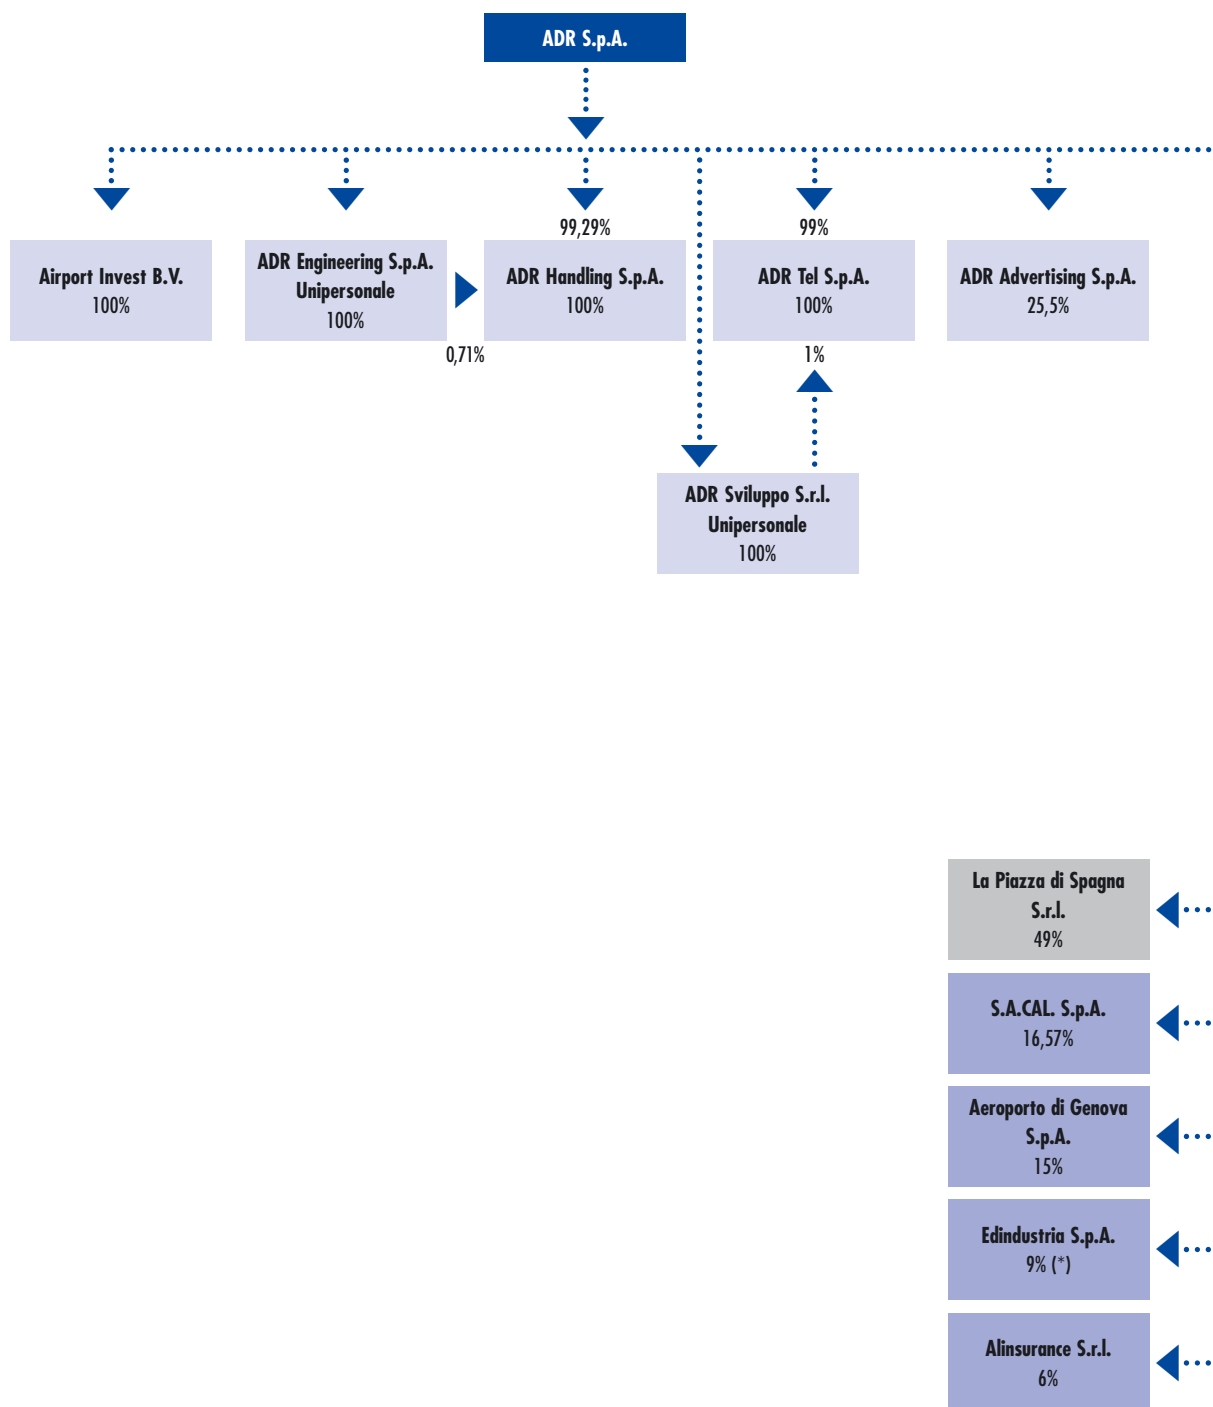 ADR S.p.A.
Airport Invest B.V.
100%
ADR Engineering S.p.A.
Unipersonale
100%
0,71%
99,29%
ADR Handling S.p.A.
100%
99%
ADR Tel S.p.A.
100%
1%
ADR Advertising S.p.A.
25,5%
ADR Sviluppo S.r.l.
Unipersonale
100%
La Piazza di Spagna
S.r.l.
49%
S.A.CAL. S.p.A.
16,57%
Aeroporto di Genova
S.p.A.
15%
Edindustria S.p.A.
9% (*)
Alinsurance S.r.l.
6%